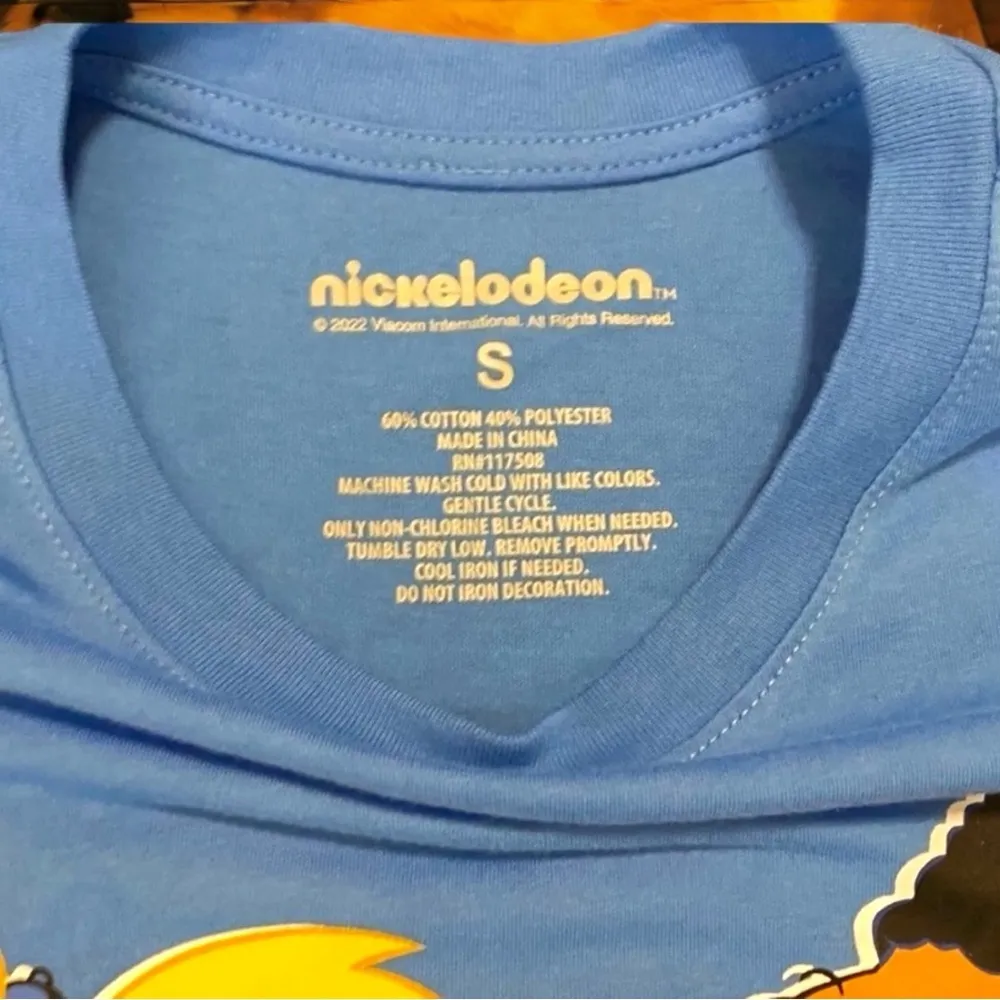 nickelodeon™
© 2022 Viacom International. All Rights Reserved.
S
60% COTTON 40% POLYESTER
MADE IN CHINA
RN#117508
MACHINE WASH COLD WITH LIKE COLORS.
GENTLE CYCLE.
ONLY NON-CHLORINE BLEACH WHEN NEEDED.
TUMBLE DRY LOW. REMOVE PROMPTLY.
COOL IRON IF NEEDED.
DO NOT IRON DECORATION.